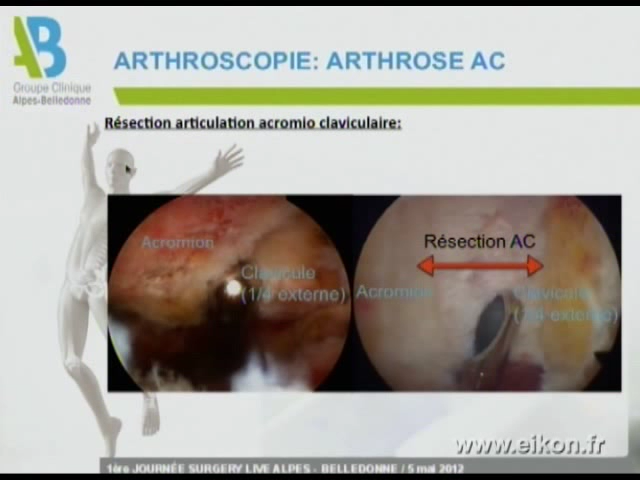 AB
Groupe Clinique
Alpes-Belledonne
ARTHROSCOPIE: ARTHROSE AC
Résection articulation acromio claviculaire:
Acromion
Clavicule
(1/4 externe)
Résection AC
Acromion
Clavicule
(1/4 externe)
www.eikon.fr
1ère JOURNÉE SURGERY LIVE ALPES - BELLEDONNE / 5 mai 2012